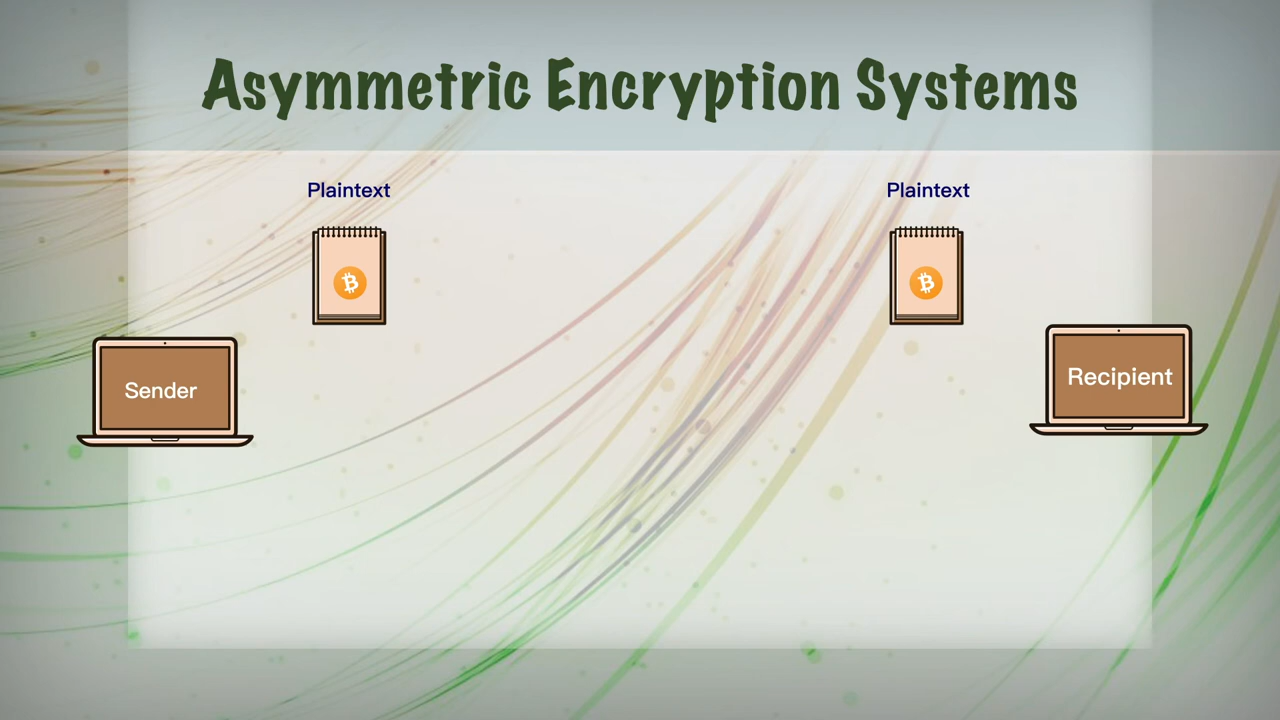 Asymmetric Encryption Systems
Plaintext
Plaintext
Sender
Recipient